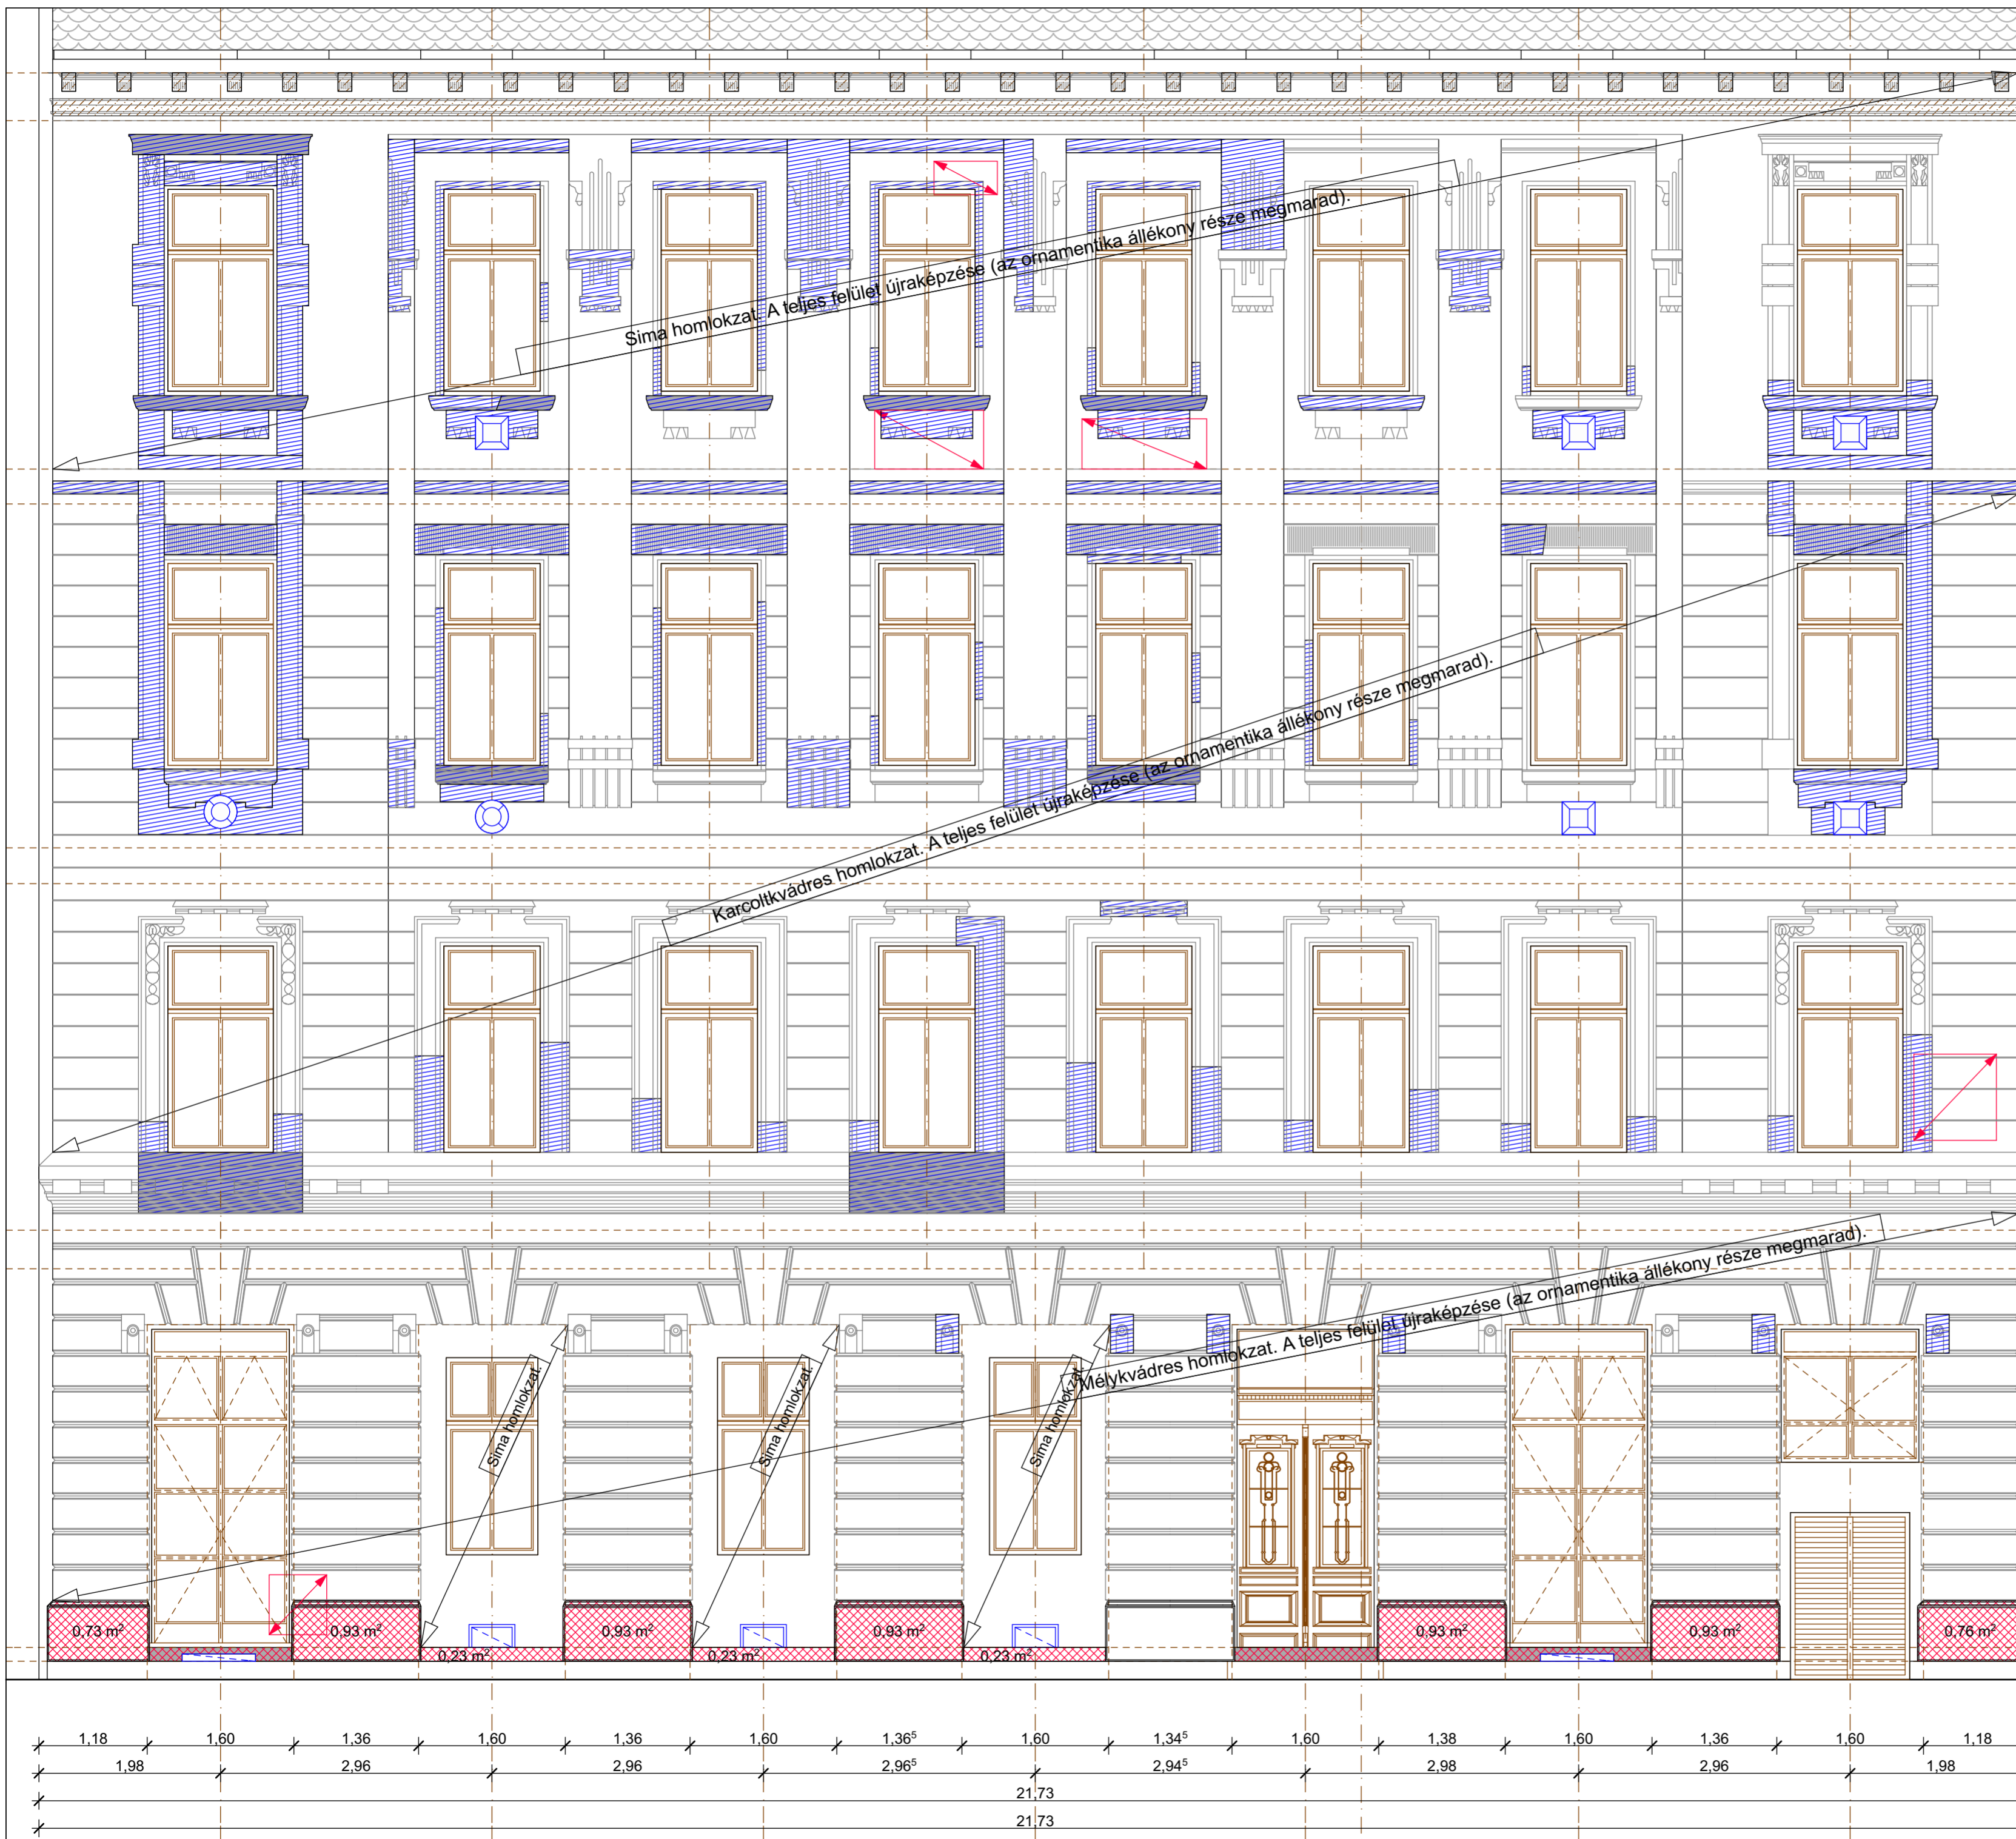 Sima homlokzat. A teljes felület újraképzése (az ornamentika állékony része megmarad).
Karcoltkvádres homlokzat. A teljes felület újraképzése (az ornamentika állékony része megmarad).
Mélykvádres homlokzat. A teljes felület újraképzése (az ornamentika állékony része megmarad).
Sima homlokzat.
Sima homlokzat.
Sima homlokzat.
0,73 m² 0,93 m² 0,93 m² 0,93 m² 0,93 m² 0,93 m² 0,76 m²
0,23 m² 0,23 m² 0,23 m²
1,18 1,60 1,36 1,60 1,36 1,60 1,36⁵ 1,60 1,34⁵ 1,60 1,38 1,60 1,36 1,60 1,18
1,98 2,96 2,96 2,96⁵ 2,94⁵ 2,98 2,96 1,98
21,73
21,73